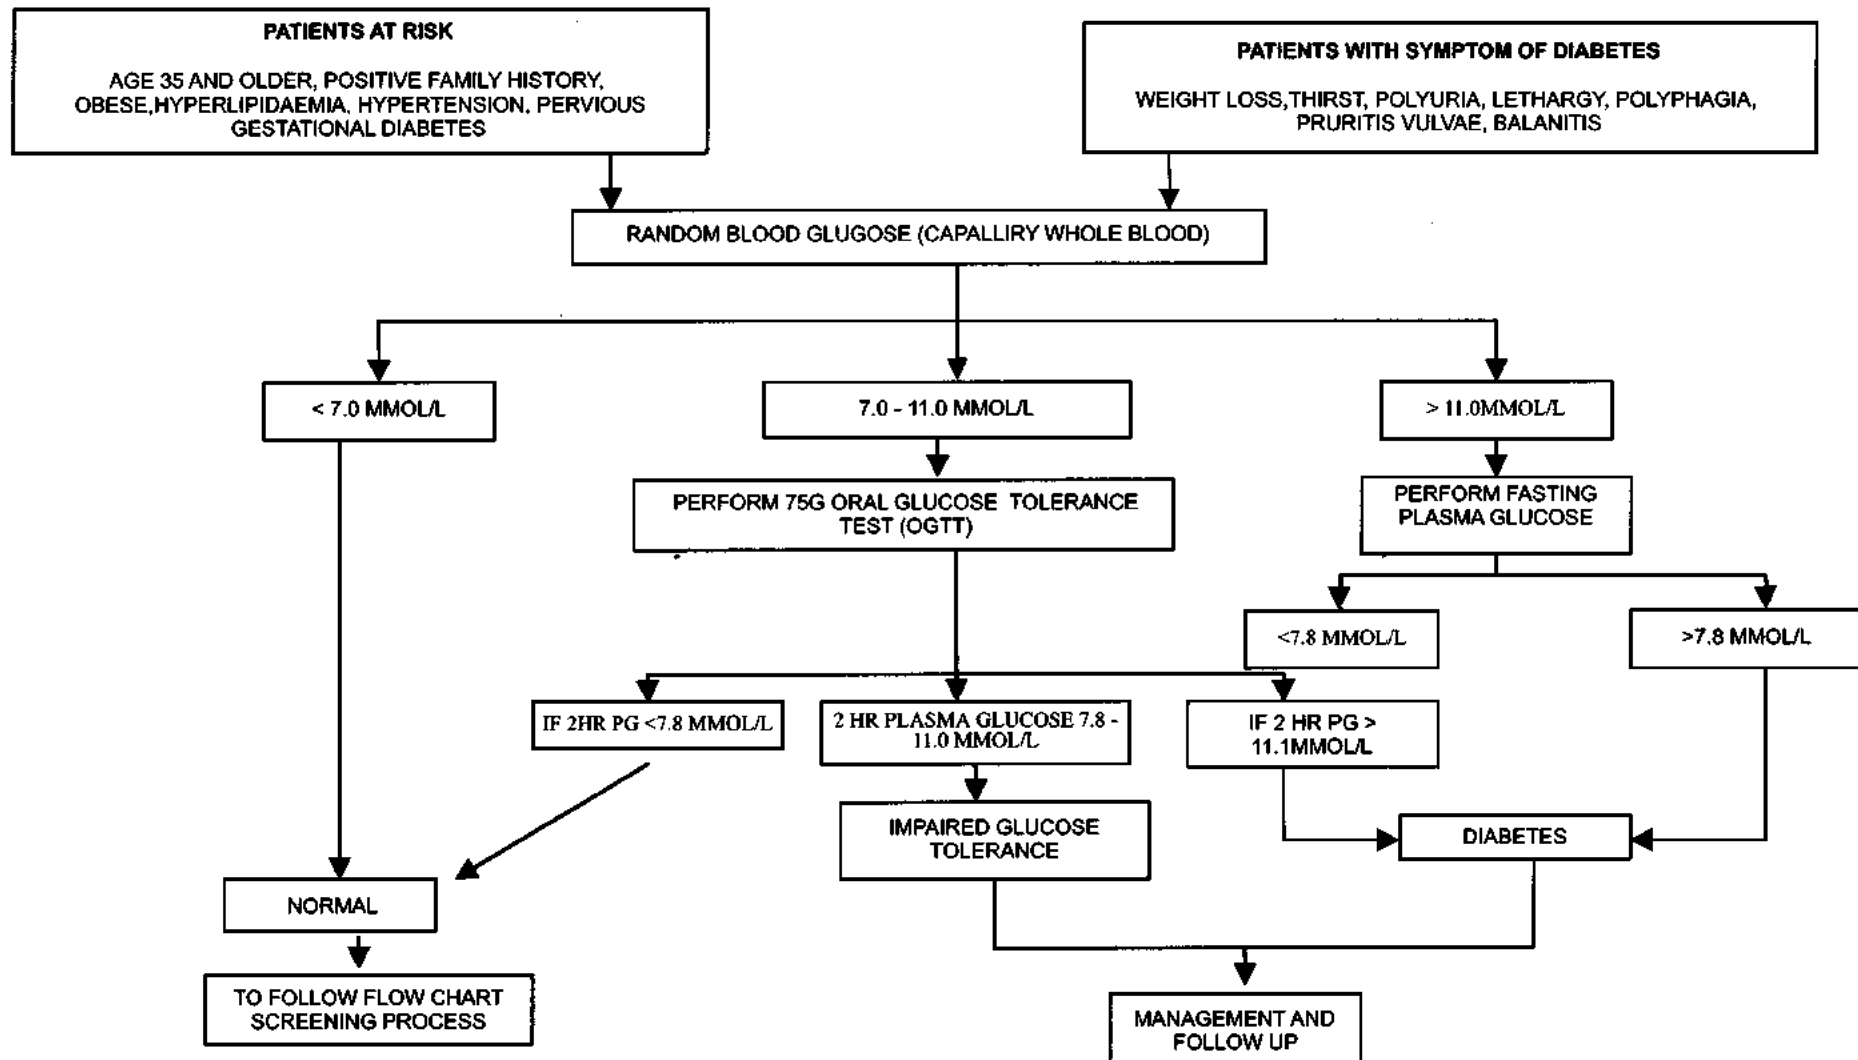 PATIENTS AT RISK
AGE 35 AND OLDER, POSITIVE FAMILY HISTORY,
OBESE,HYPERLIPIDAEMIA, HYPERTENSION, PERVIOUS
GESTATIONAL DIABETES
PATIENTS WITH SYMPTOM OF DIABETES
WEIGHT LOSS,THIRST, POLYURIA, LETHARGY, POLYPHAGIA,
PRURITIS VULVAE, BALANITIS
RANDOM BLOOD GLUGOSE (CAPALLIRY WHOLE BLOOD)
< 7.0 MMOL/L
7.0 - 11.0 MMOL/L
> 11.0MMOL/L
PERFORM 75G ORAL GLUCOSE TOLERANCE
TEST (OGTT)
PERFORM FASTING
PLASMA GLUCOSE
<7.8 MMOL/L
>7.8 MMOL/L
IF 2HR PG <7.8 MMOL/L
2 HR PLASMA GLUCOSE 7.8 -
11.0 MMOL/L
IF 2 HR PG >
11.1MMOL/L
IMPAIRED GLUCOSE
TOLERANCE
DIABETES
NORMAL
TO FOLLOW FLOW CHART
SCREENING PROCESS
MANAGEMENT AND
FOLLOW UP